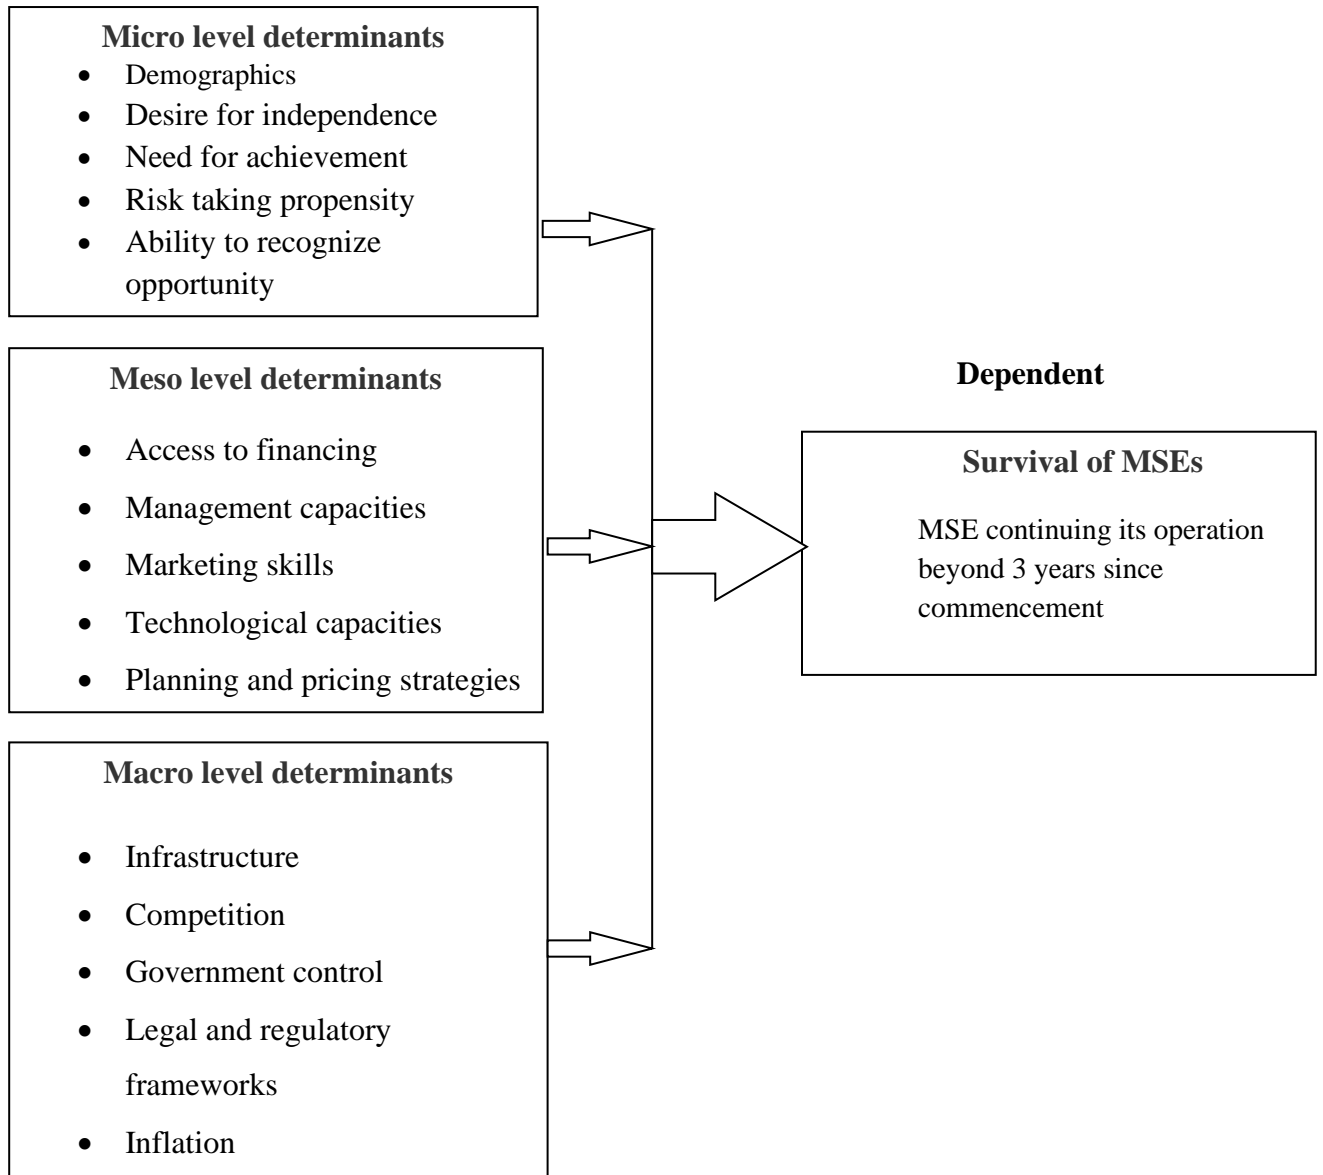 Micro level determinants
• Demographics
• Desire for independence
• Need for achievement
• Risk taking propensity
• Ability to recognize
opportunity
Meso level determinants
• Access to financing
• Management capacities
• Marketing skills
• Technological capacities
• Planning and pricing strategies
Macro level determinants
• Infrastructure
• Competition
• Government control
• Legal and regulatory
frameworks
• Inflation
Dependent
Survival of MSEs
MSE continuing its operation
beyond 3 years since
commencement